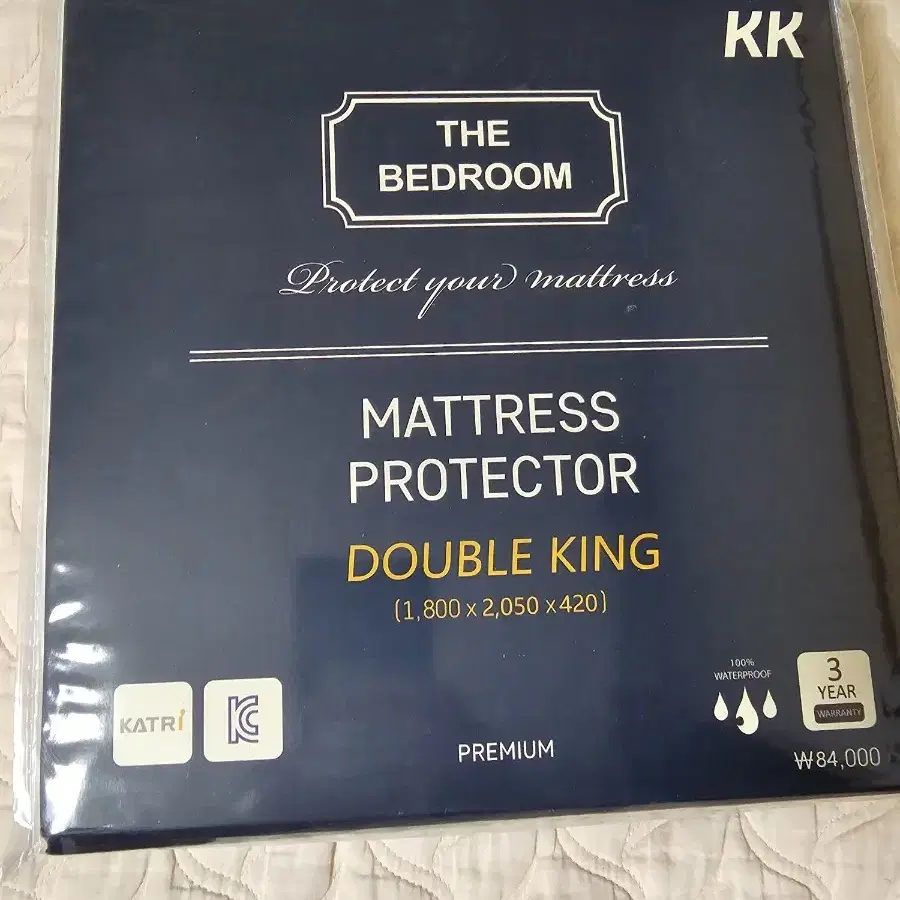 KK
THE
BEDROOM
Protect your mattress
MATTRESS
PROTECTOR
DOUBLE KING
(1,800 x 2,050 x 420)
100%
WATERPROOF
3
YEAR
WARRANTY
KATRi
KC
PREMIUM
₩84,000